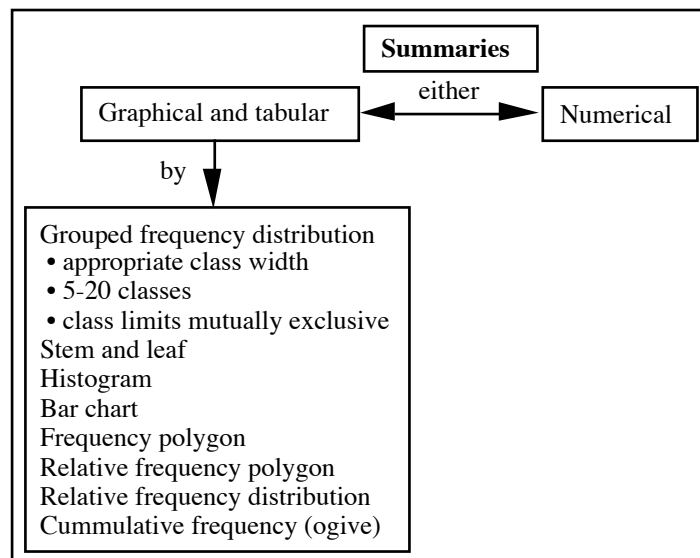 Summaries
either
Graphical and tabular
Numerical
by
Grouped frequency distribution
• appropriate class width
• 5-20 classes
• class limits mutually exclusive
Stem and leaf
Histogram
Bar chart
Frequency polygon
Relative frequency polygon
Relative frequency distribution
Cummulative frequency (ogive)